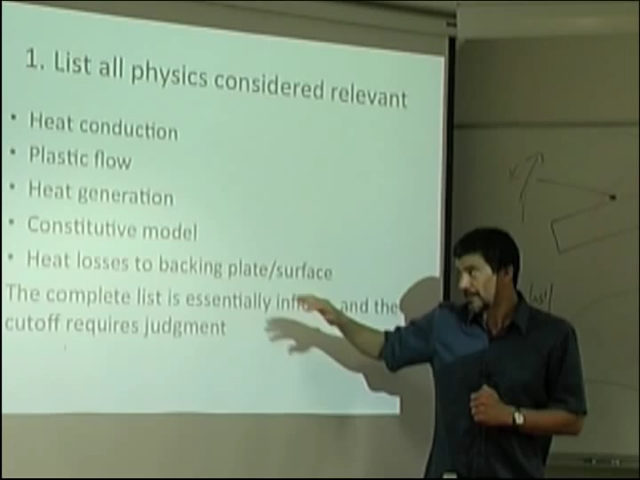 1. List all physics considered relevant
• Heat conduction
• Plastic flow
• Heat generation
• Constitutive model
• Heat losses to backing plate/surface
The complete list is essentially and the
cutoff requires judgment